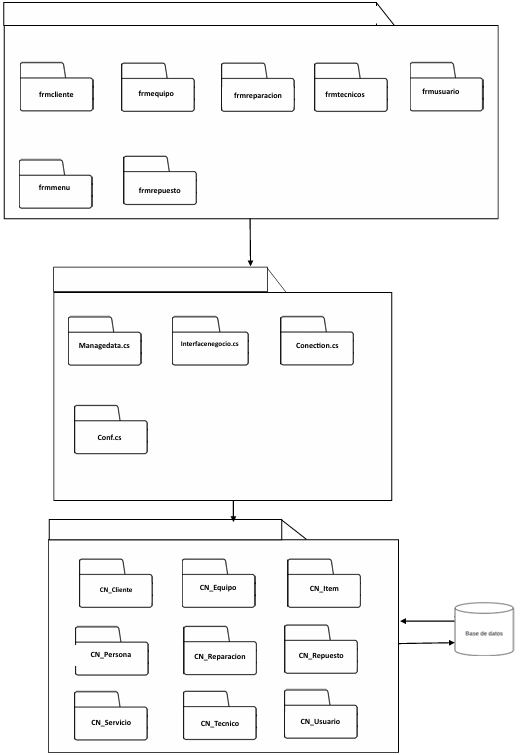 frmcliente
frmequipo
frmreparacion
frmtecnicos
frmusuario
frmmenu
frmrepuesto
Managedata.cs
Interfacenegocio.cs
Conection.cs
Conf.cs
CN_Cliente
CN_Equipo
CN_Item
CN_Persona
CN_Reparacion
CN_Repuesto
Base de datos
CN_Servicio
CN_Tecnico
CN_Usuario